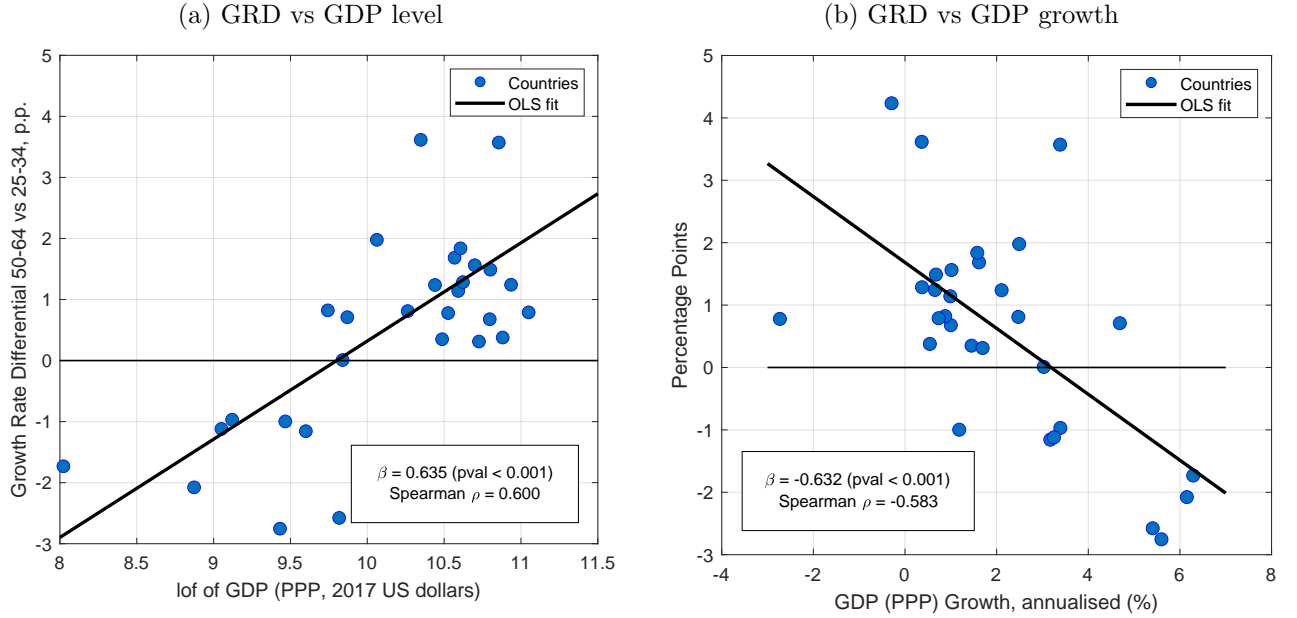 (a) GRD vs GDP level
Growth Rate Differential 50-64 vs 25-34, p.p.
5
4
3
2
1
0
-1
-2
-3
Countries
OLS fit
β = 0.635 (pval < 0.001)
Spearman ρ = 0.600
8
8.5
9
9.5
10
10.5
11
11.5
lof of GDP (PPP, 2017 US dollars)
(b) GRD vs GDP growth
Percentage Points
5
4
3
2
1
0
-1
-2
-3
Countries
OLS fit
β = -0.632 (pval < 0.001)
Spearman ρ = -0.583
-4
-2
0
2
4
6
8
GDP (PPP) Growth, annualised (%)